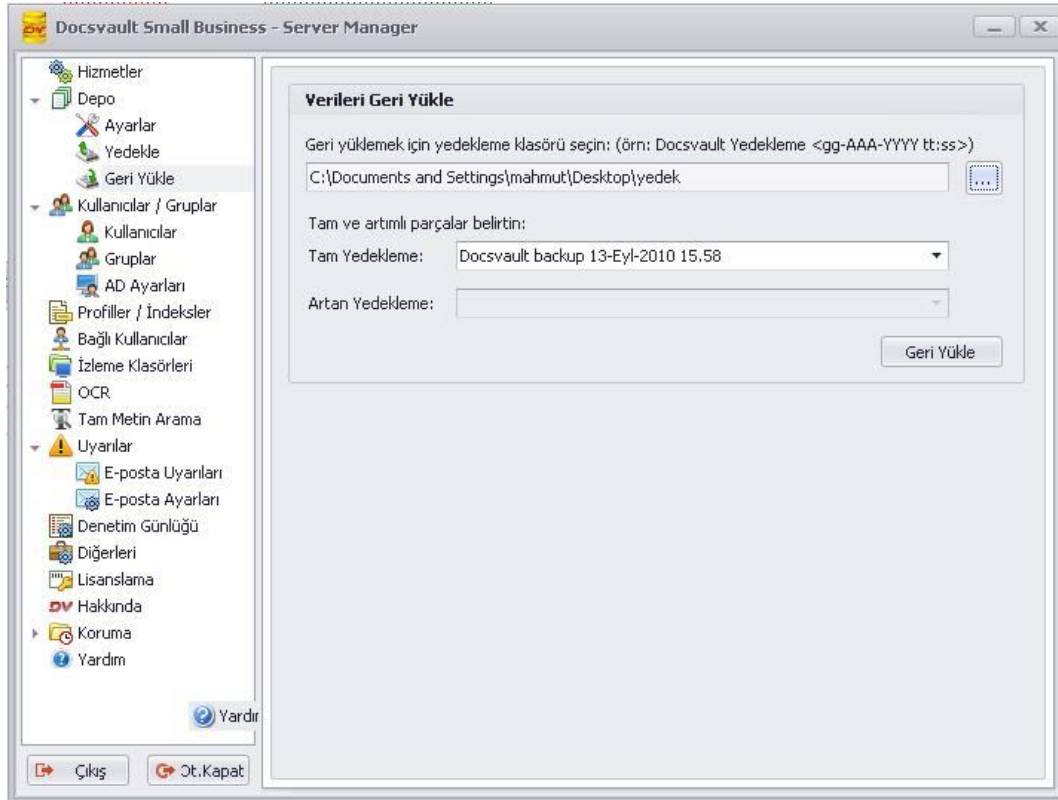 Docsvault Small Business - Server Manager
Hizmetler
Depo
Ayarlar
Yedekle
Geri Yükle
Kullanıcılar / Gruplar
Kullanıcılar
Gruplar
AD Ayarları
Profiller / İndeksler
Bağlı Kullanıcılar
İzleme Klasörleri
OCR
Tam Metin Arama
Uyarılar
E-posta Uyarıları
E-posta Ayarları
Denetim Günlüğü
Diğerleri
Lisanslama
DV Hakkında
Koruma
Yardım
Yardır
Çıkış
Ot.Kapat
Verileri Geri Yükle
Geri yüklemek için yedekleme klasörü seçin: (örn: Docsvault Yedekleme <gg-AAA-YYYY tt:ss>)
C:\Documents and Settings\mahmut\Desktop\yedek
...
Tam ve artımlı parçalar belirtin:
Tam Yedekleme: Docsvault backup 13-Eyl-2010 15.58
Artan Yedekleme:
Geri Yükle